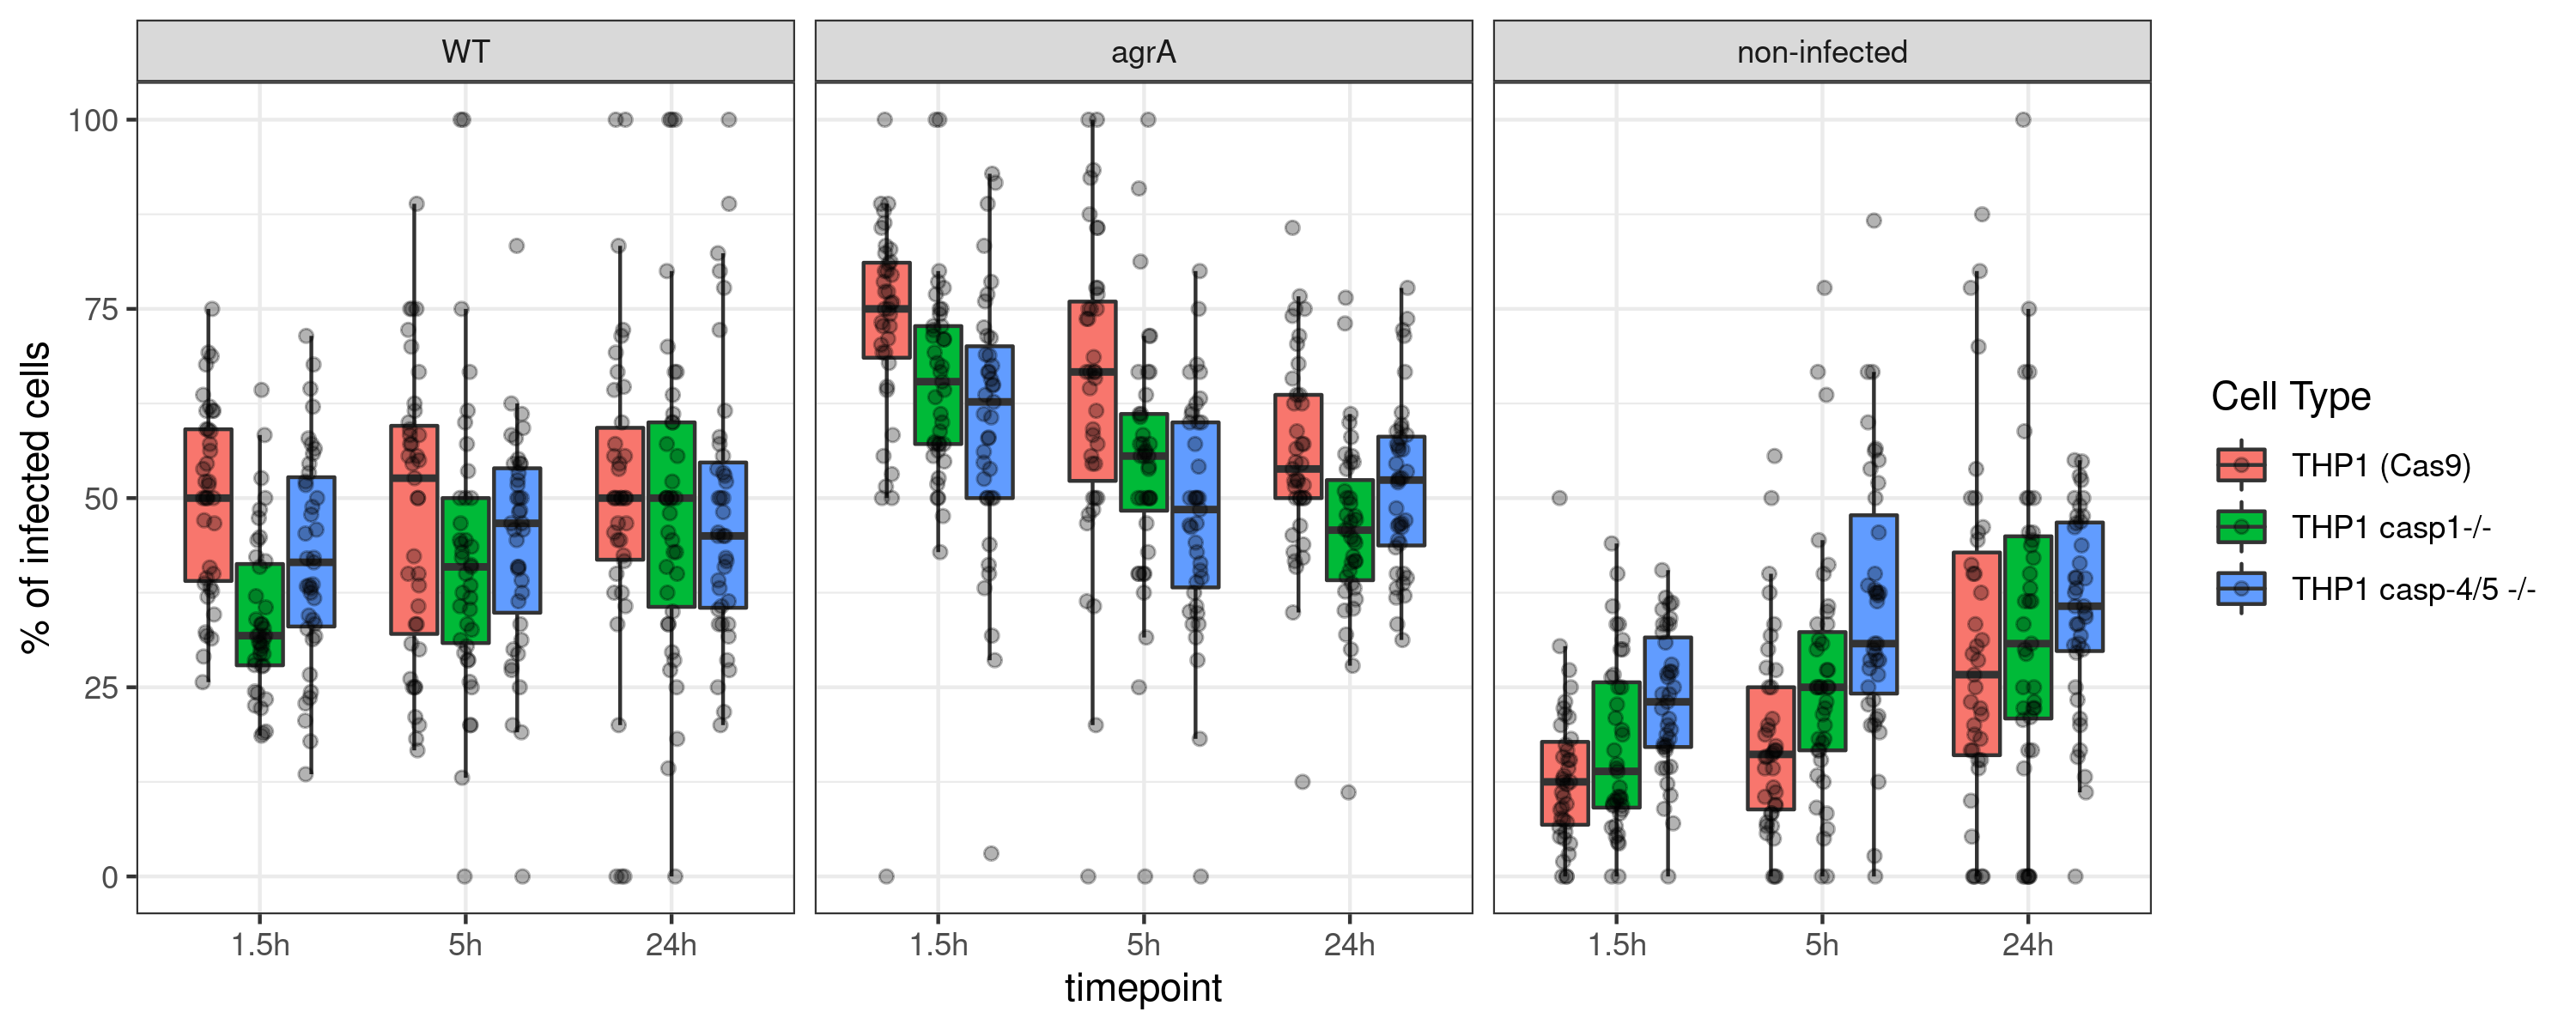 WT
agrA
non-infected
% of infected cells
100
75
50
25
0
1.5h
5h
24h
1.5h
5h
24h
1.5h
5h
24h
timepoint
Cell Type
THP1 (Cas9)
THP1 casp1-/-
THP1 casp-4/5 -/-